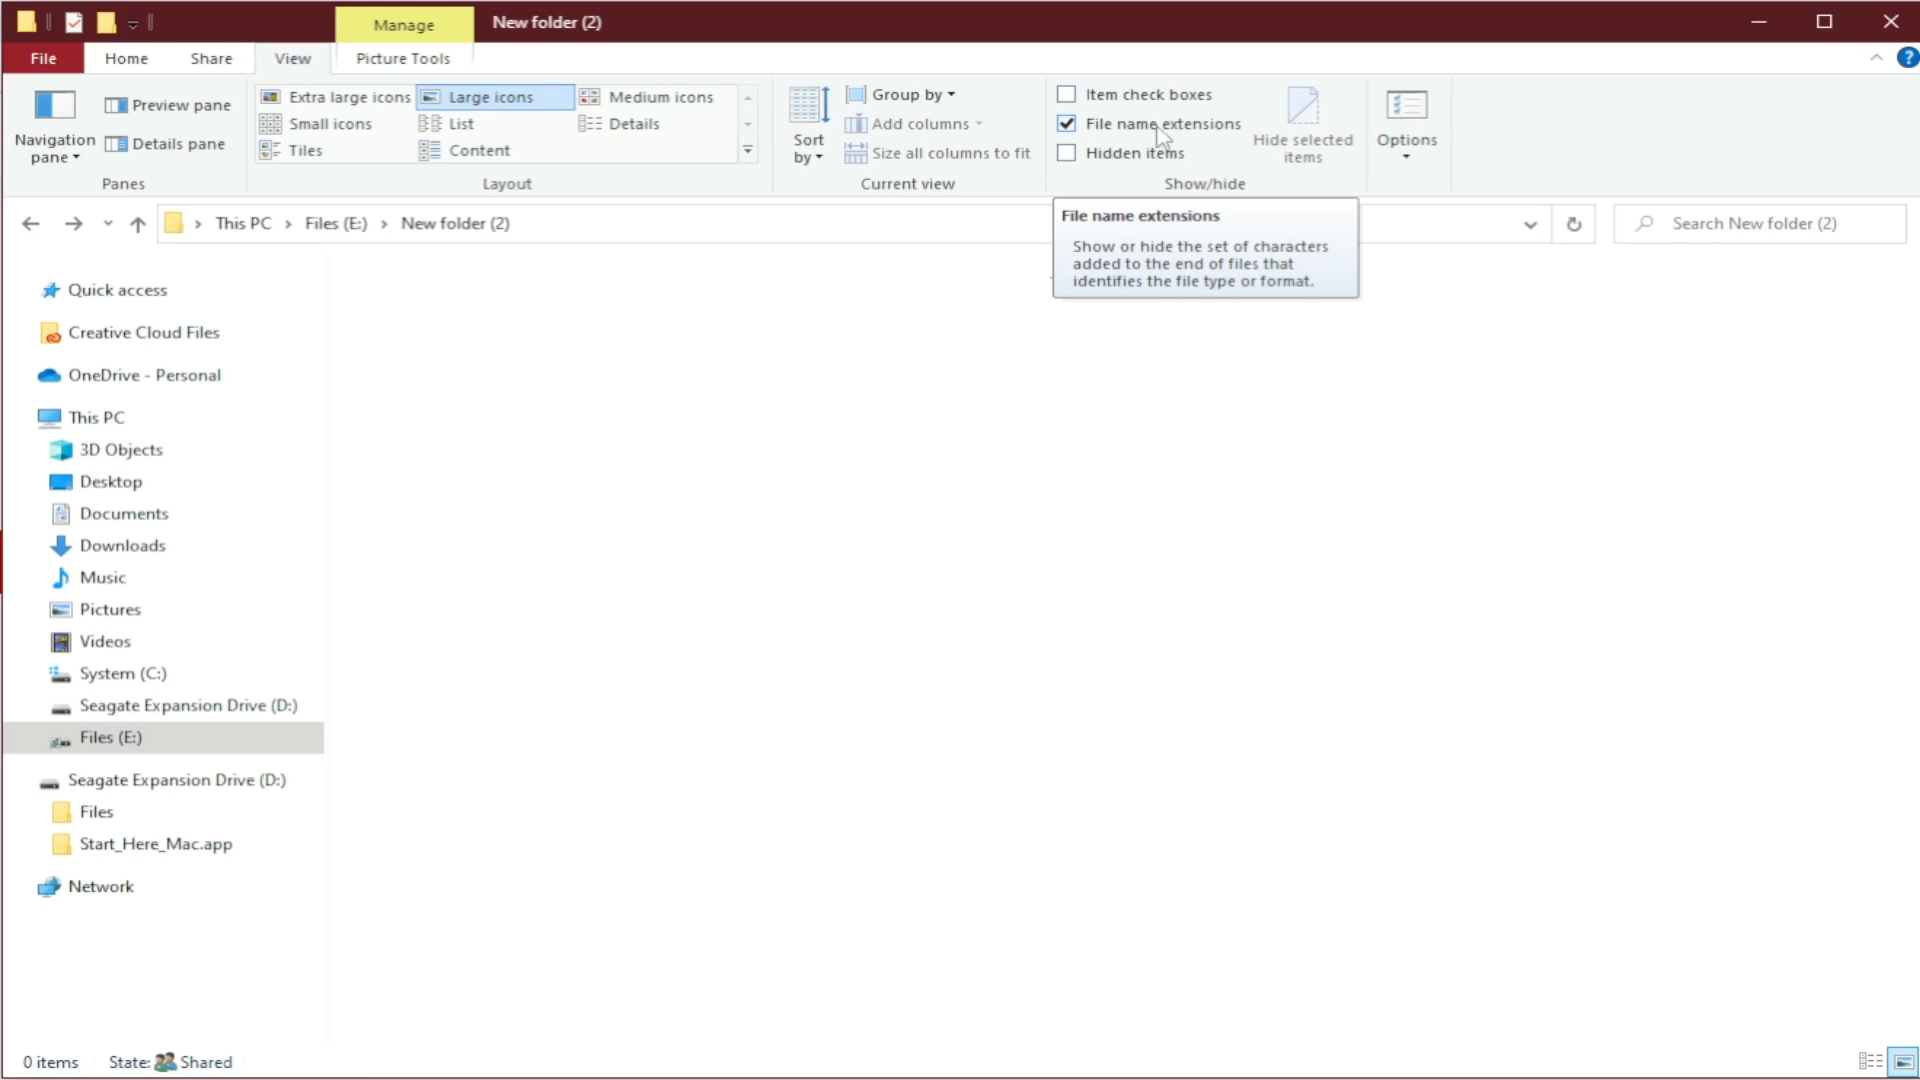 Manage
New folder (2)
File
Home
Share
View
Picture Tools
?
Navigation
pane
Preview pane
Details pane
Panes
Extra large icons
Large icons
Medium icons
Small icons
List
Details
Tiles
Content
Layout
Sort
by
Group by
Add columns
Size all columns to fit
Current view
Item check boxes
File name extensions
Hidden items
Hide selected
items
Show/hide
Options
This PC
Files (E:)
New folder (2)
Search New folder (2)
File name extensions
Show or hide the set of characters
added to the end of files that
identifies the file type or format.
Quick access
Creative Cloud Files
OneDrive - Personal
This PC
3D Objects
Desktop
Documents
Downloads
Music
Pictures
Videos
System (C:)
Seagate Expansion Drive (D:)
Files (E:)
Seagate Expansion Drive (D:)
Files
Start_Here_Mac.app
Network
0 items
State:
Shared